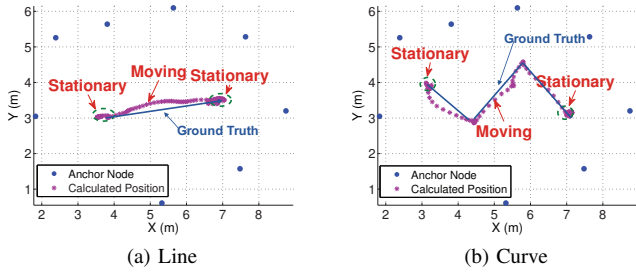 6
5
4
3
2
1
Y (m)
Stationary
Moving
Stationary
Ground Truth
Anchor Node
Calculated Position
2 3 4 5 6 7 8
X (m)
(a) Line
6
5
4
3
2
1
Y (m)
Ground Truth
Stationary
Stationary
Moving
Anchor Node
Calculated Position
2 3 4 5 6 7 8
X (m)
(b) Curve